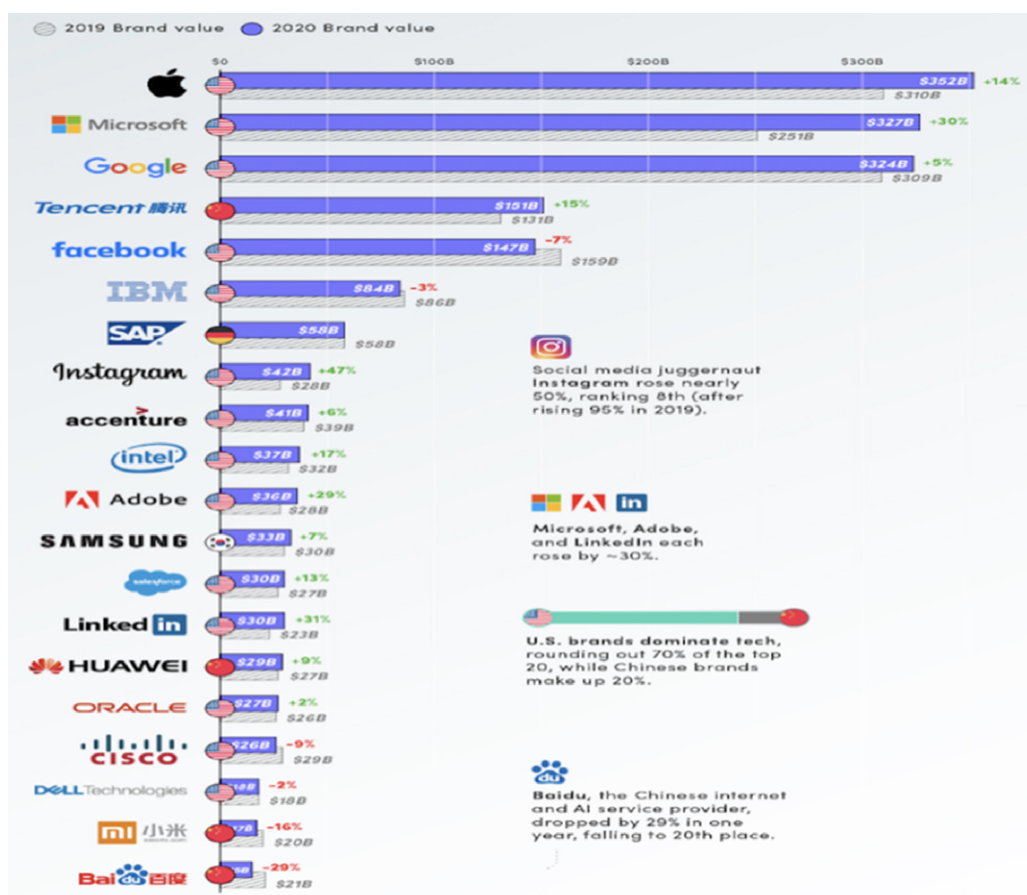 2019 Brand value 2020 Brand value
$0 $100B $200B $300B
$352B +14%
$310B
Microsoft $327B +30%
$251B
Google $324B +5%
$309B
Tencent 腾讯 $151B +15%
$131B
facebook $147B -7%
$159B
IBM $84B -3%
$86B
SAP $58B
$58B
Instagram $42B +47%
$28B
accenture $41B +6%
$39B
intel $37B +17%
$32B
Adobe $36B +29%
$28B
SAMSUNG $33B +7%
$30B
salesforce $30B +13%
$27B
Linked in $30B +31%
$23B
HUAWEI $29B +9%
$27B
ORACLE $27B +2%
$26B
CISCO $26B -9%
$29B
DELL Technologies 18B -2%
$18B
mi 小米 7B -16%
$20B
Bai du 百度 6B -29%
$21B
Social media juggernaut
Instagram rose nearly
50%, ranking 8th (after
rising 95% in 2019).
in
Microsoft, Adobe,
and LinkedIn each
rose by ~30%.
U.S. brands dominate tech,
rounding out 70% of the top
20, while Chinese brands
make up 20%.
du
Baidu, the Chinese internet
and AI service provider,
dropped by 29% in one
year, falling to 20th place.